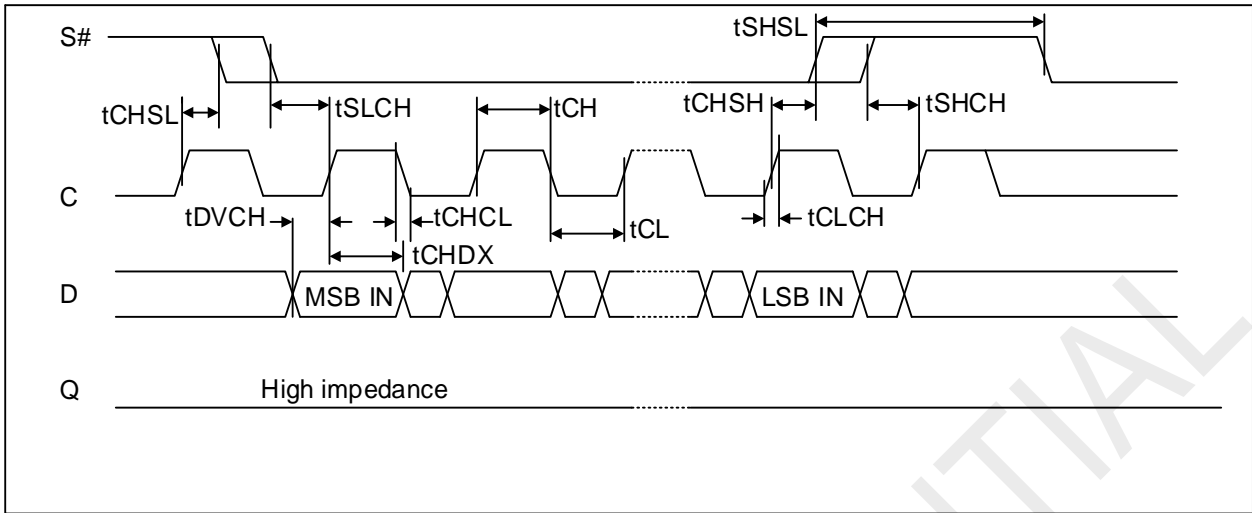 tSHSL
S#
tCHSL
tSLCH
tCH
tCHSH
tSHCH
C
tDVCH
tCHCL
tCL
tCLCH
tCHDX
D
MSB IN
LSB IN
Q
High impedance